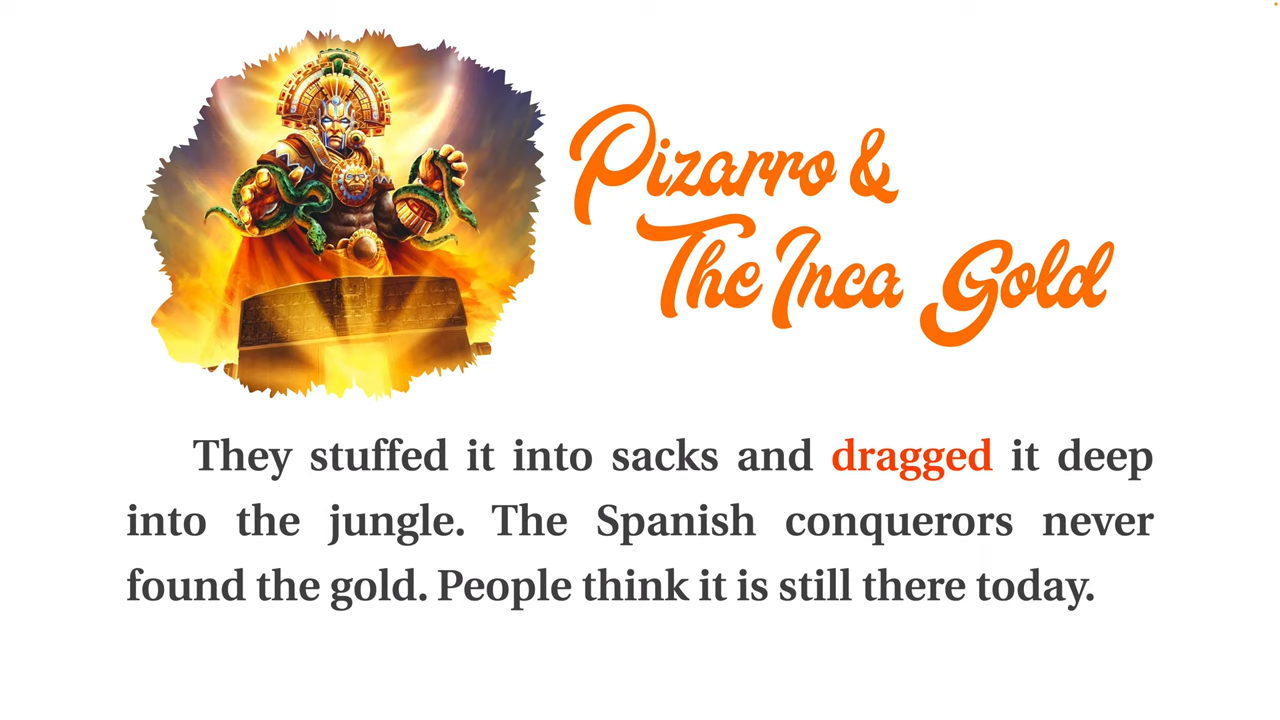 Pizarro &
The Inca Gold
They stuffed it into sacks and dragged it deep
into the jungle. The Spanish conquerors never
found the gold. People think it is still there today.